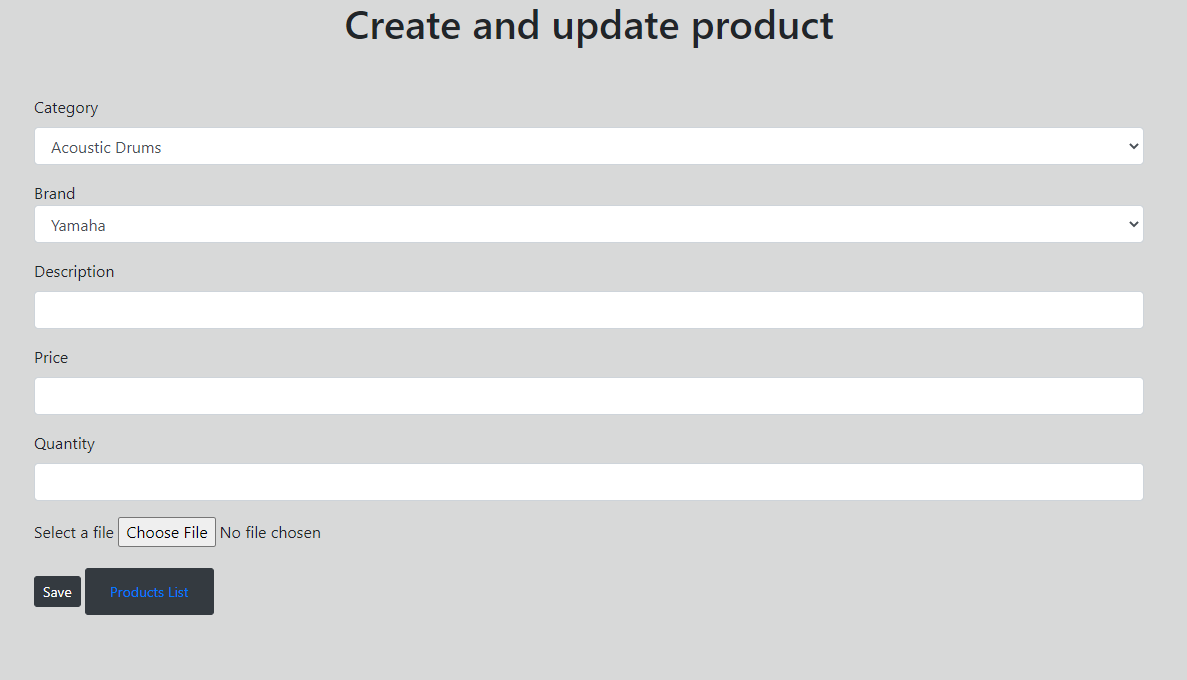 Create and update product
Category
Acoustic Drums
Brand
Yamaha
Description
Price
Quantity
Select a file Choose File No file chosen
Save Products List